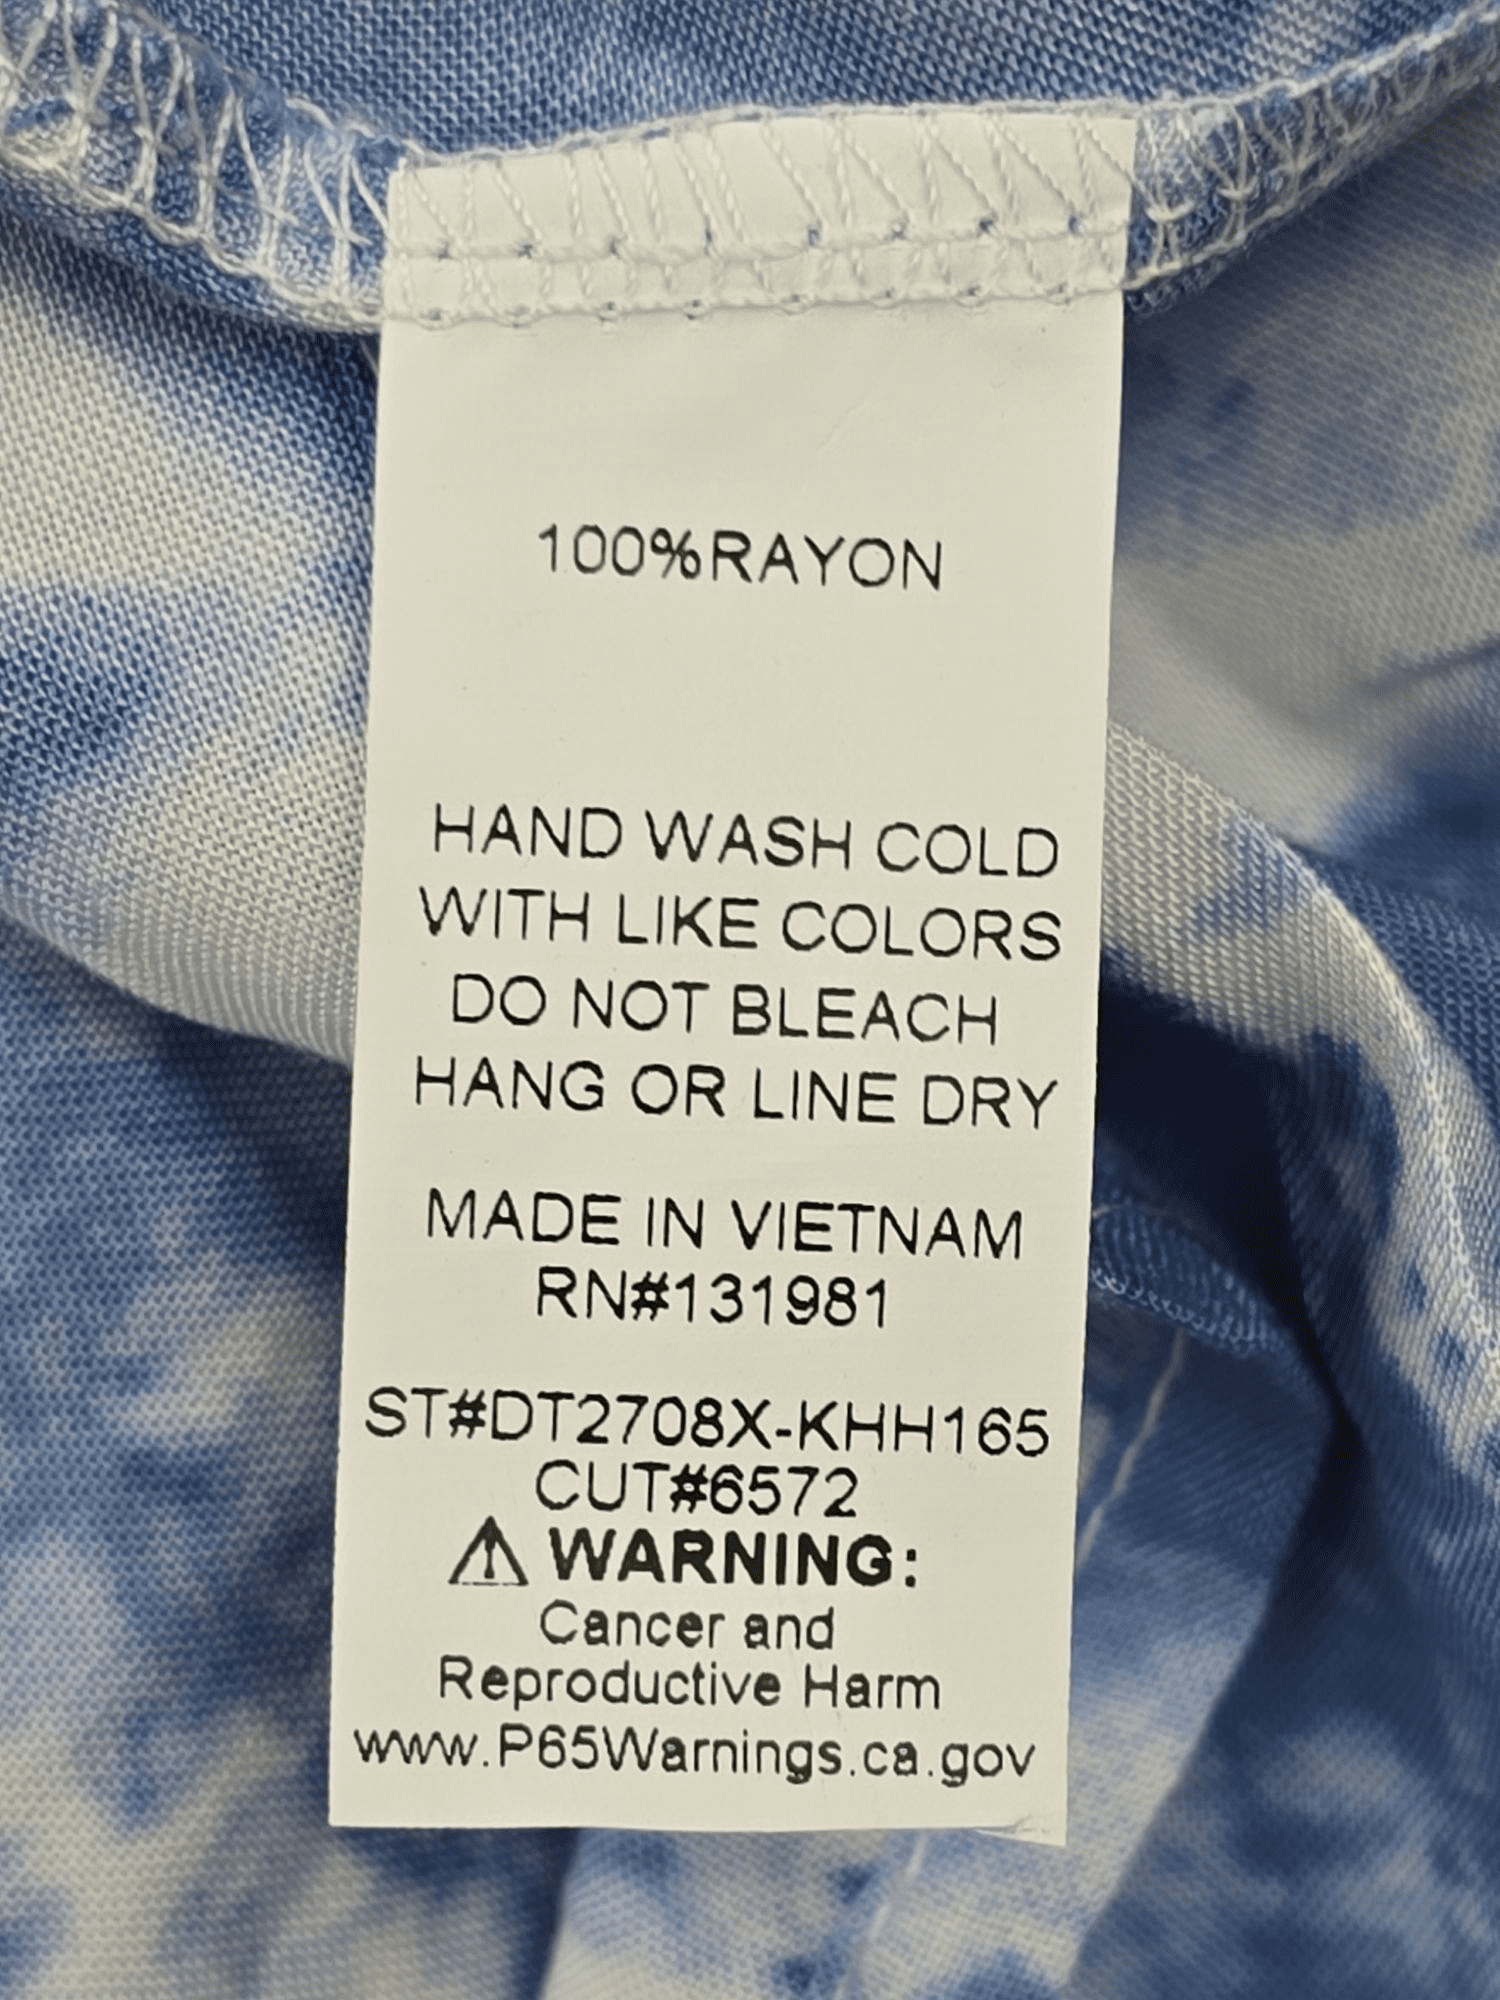 100%RAYON
HAND WASH COLD
WITH LIKE COLORS
DO NOT BLEACH
HANG OR LINE DRY
MADE IN VIETNAM
RN#131981
ST#DT2708X-KHH165
CUT#6572
⚠ WARNING:
Cancer and
Reproductive Harm
www.P65Warnings.ca.gov